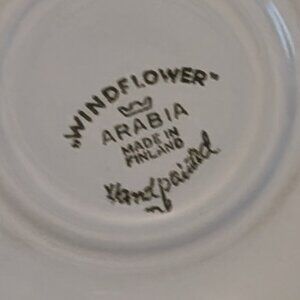 "WINDFLOWER"
ARABIA
MADE IN
FINLAND
Handpainted